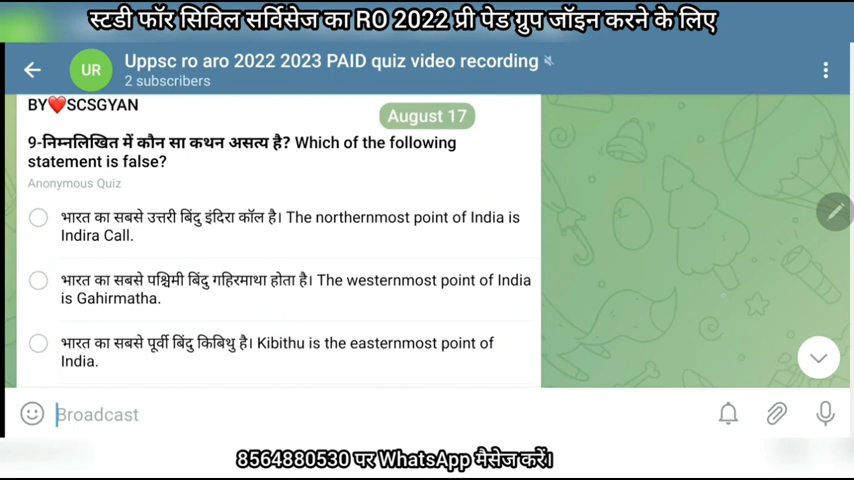 स्टडी फॉर सिविल सर्विसेज का RO 2022 प्री पेड ग्रुप जॉइन करने के लिए
UR
Uppsc ro aro 2022 2023 PAID quiz video recording
2 subscribers
BY❤️SCSGYAN
August 17
9-निम्नलिखित में कौन सा कथन असत्य है? Which of the following
statement is false?
Anonymous Quiz
भारत का सबसे उत्तरी बिंदु इंदिरा कॉल है। The northernmost point of India is
Indira Call.
भारत का सबसे पश्चिमी बिंदु गहिरमाथा होता है। The westernmost point of India
is Gahirmatha.
भारत का सबसे पूर्वी बिंदु किबिथु है। Kibithu is the easternmost point of
India.
Broadcast
8564880530 पर WhatsApp मैसेज करें।